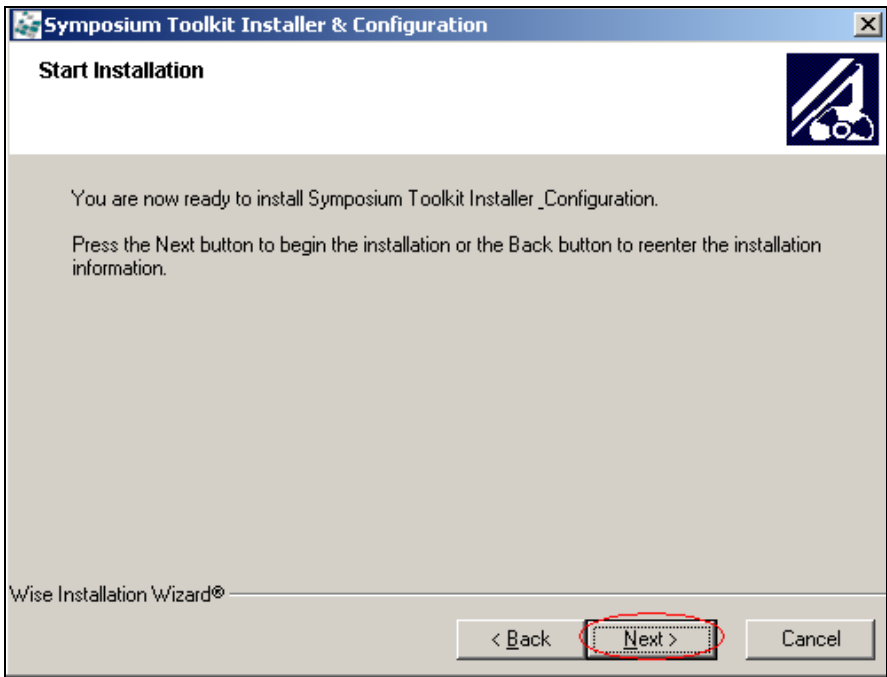 Symposium Toolkit Installer & Configuration
Start Installation
You are now ready to install Symposium Toolkit Installer _Configuration.
Press the Next button to begin the installation or the Back button to reenter the installation
information.
Wise Installation Wizard®
< Back
Next >
Cancel